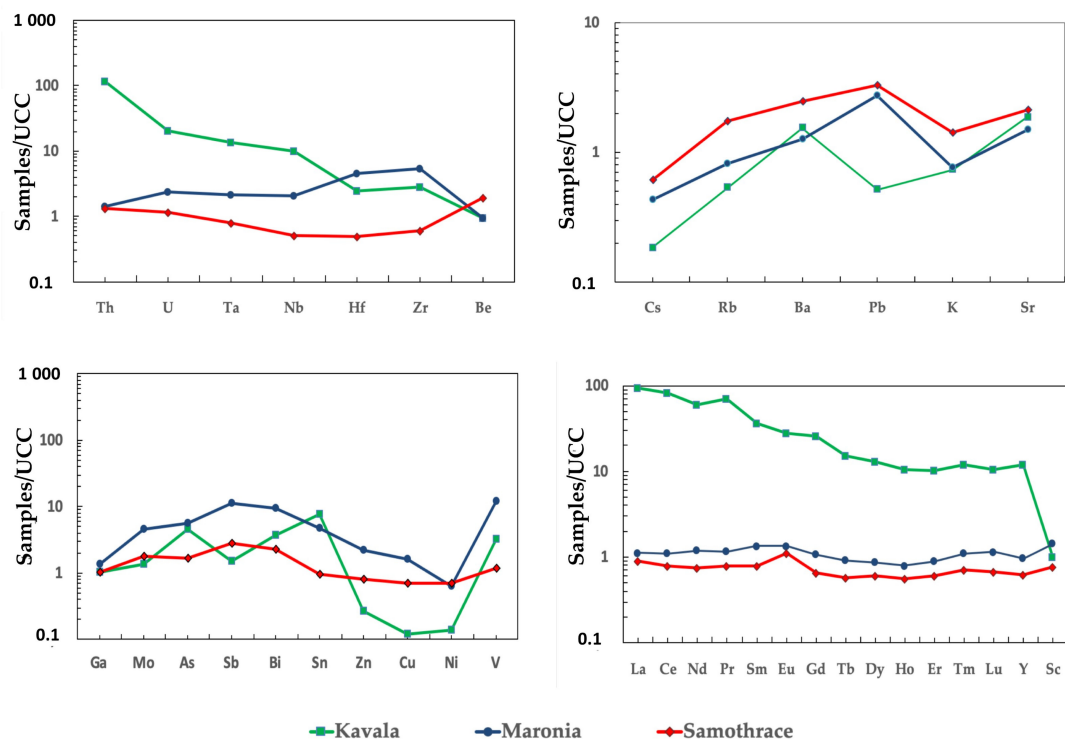 1 000
100
10
1
0.1
Samples/UCC
Th U Ta Nb Hf Zr Be
10
1
0.1
Samples/UCC
Cs Rb Ba Pb K Sr
1 000
100
10
1
0.1
Samples/UCC
Ga Mo As Sb Bi Sn Zn Cu Ni V
100
10
1
0.1
Samples/UCC
La Ce Nd Pr Sm Eu Gd Tb Dy Ho Er Tm Lu Y Sc
Kavala Maronia Samothrace